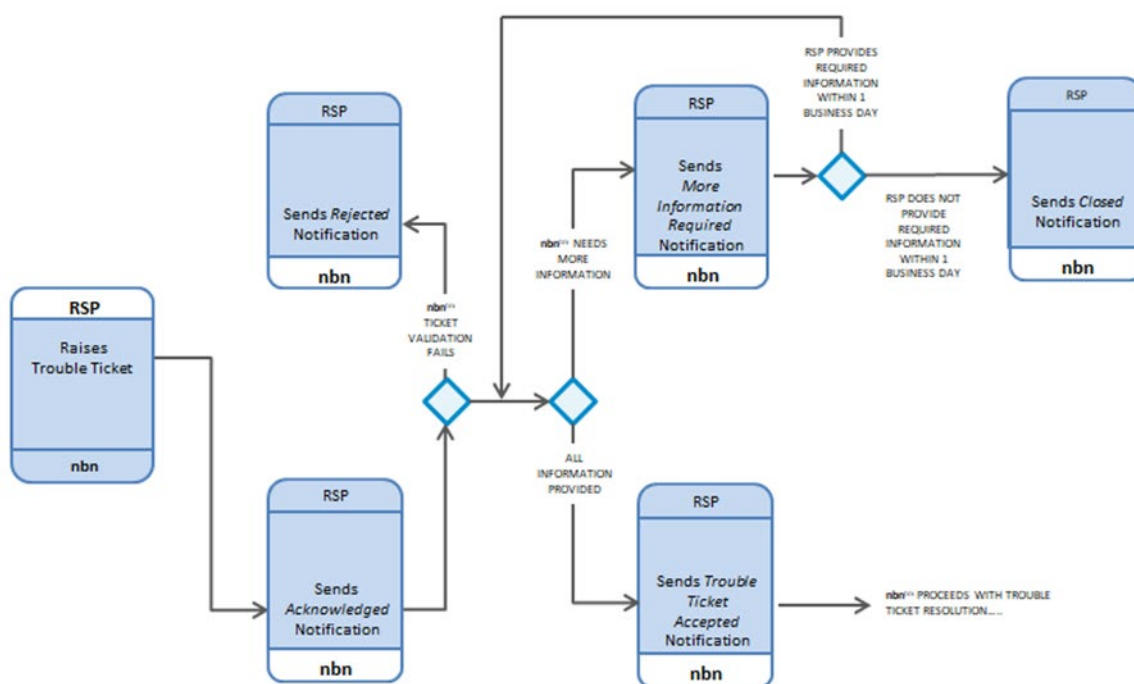 RSP
Raises
Trouble Ticket
nbn
RSP
Sends Rejected
Notification
nbn
RSP
Sends
Acknowledged
Notification
nbn
nbn
TICKET
VALIDATION
FAILS
nbn NEEDS
MORE
INFORMATION
ALL
INFORMATION
PROVIDED
RSP
Sends
More
Information
Required
Notification
nbn
RSP PROVIDES
REQUIRED
INFORMATION
WITHIN 1
BUSINESS DAY
RSP DOES NOT
PROVIDE
REQUIRED
INFORMATION
WITHIN 1
BUSINESS DAY
RSP
Sends Closed
Notification
nbn
RSP
Sends Trouble
Ticket
Accepted
Notification
nbn
nbn PROCEEDS WITH TROUBLE
TICKET RESOLUTION.....